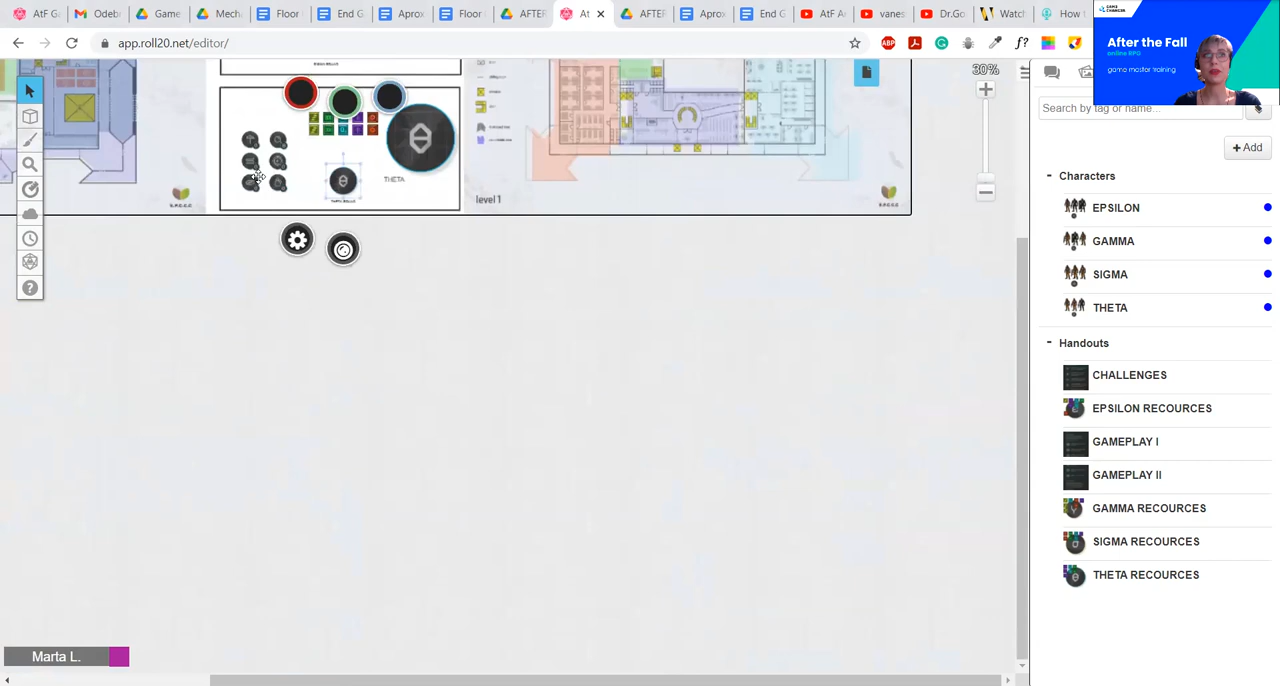 AtF G
Odeb
Game
Mech
Floor
End G
Aprox
Floor
AFTEF
At
AFTEF
Aprox
End G
AtF Ar
vanes
Dr.Go
Watch
How t
app.roll20.net/editor/
ABP
f?
After the Fall
online RPG
game master training
30%
Search by tag or name...
+ Add
Characters
EPSILON
GAMMA
SIGMA
THETA
Handouts
CHALLENGES
EPSILON RECOURCES
GAMEPLAY I
GAMEPLAY II
GAMMA RECOURCES
SIGMA RECOURCES
THETA RECOURCES
THETA
level 1
Marta L.